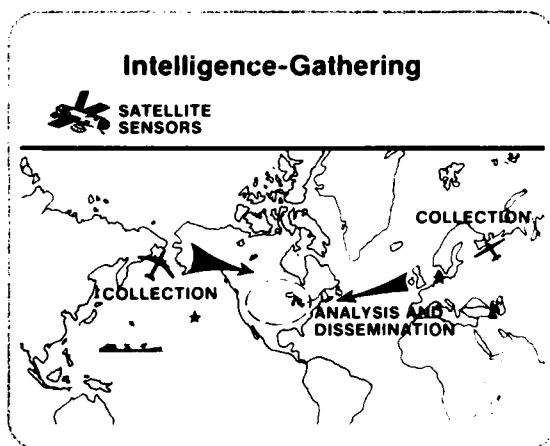 Intelligence-Gathering
SATELLITE
SENSORS
COLLECTION
COLLECTION
ANALYSIS AND
DISSEMINATION